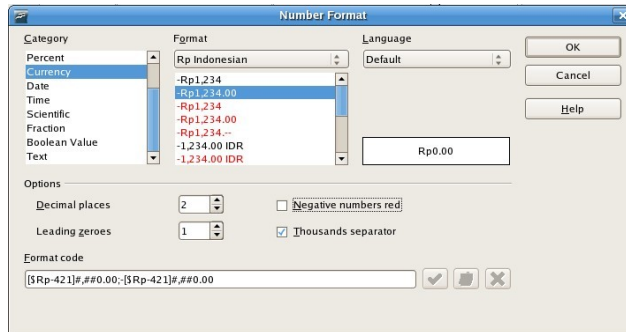 Number Format
Category
Percent
Currency
Date
Time
Scientific
Fraction
Boolean Value
Text
Format
Rp Indonesian
-Rp1,234
-Rp1,234.00
-Rp1,234
-Rp1,234.00
-Rp1,234.--
-1,234.00 IDR
-1,234.00 IDR
Language
Default
Rp0.00
OK
Cancel
Help
Options
Decimal places 2
Negative numbers red
Leading zeroes 1
Thousands separator
Format code
[$Rp-421]#,##0.00;-[$Rp-421]#,##0.00